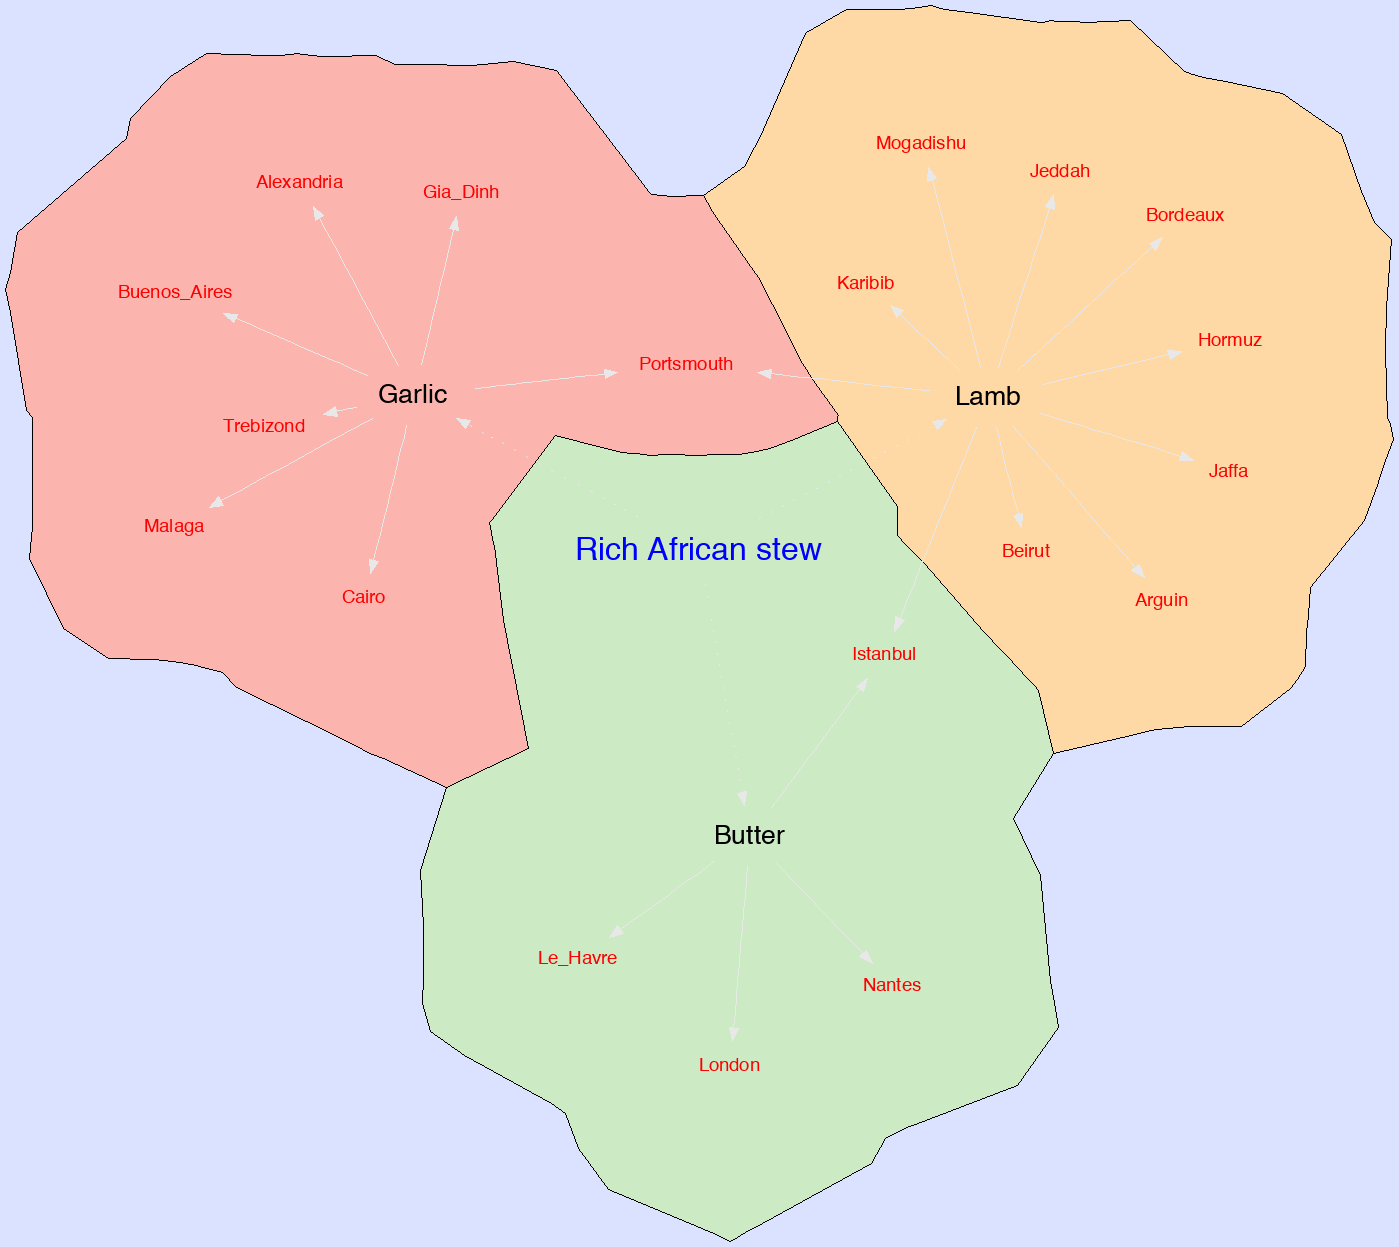 Mogadishu
Jeddah
Alexandria
Gia_Dinh
Bordeaux
Karibib
Buenos_Aires
Hormuz
Portsmouth
Garlic
Lamb
Trebizond
Jaffa
Malaga
Rich African stew
Beirut
Cairo
Arguin
Istanbul
Butter
Le_Havre
Nantes
London